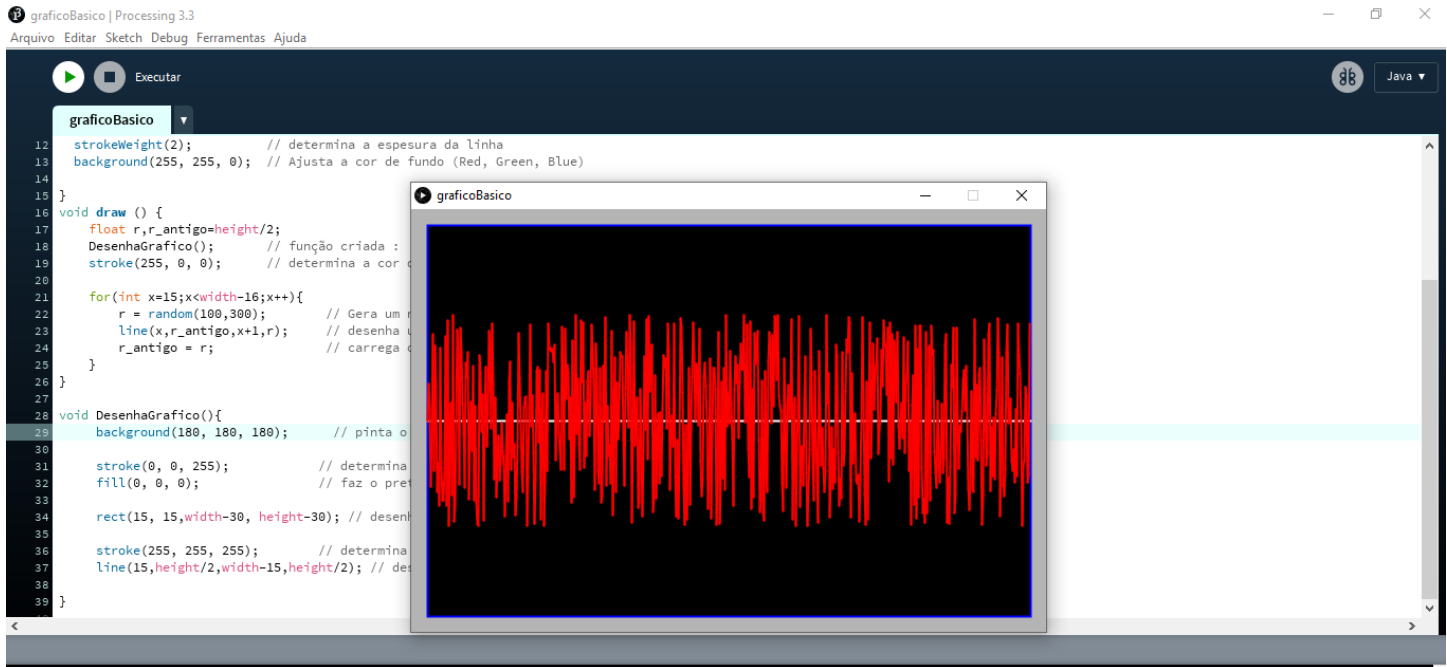 graficoBasico | Processing 3.3
Arquivo Editar Sketch Debug Ferramentas Ajuda
Executar
Java ▼
graficoBasico ▼
12 strokeWeight(2); // determina a espesura da linha
13 background(255, 255, 0); // Ajusta a cor de fundo (Red, Green, Blue)
14
15 }
16 void draw () {
17 float r,r_antigo=height/2;
18 DesenhaGrafico(); // função criada :
19 stroke(255, 0, 0); // determina a cor
20
21 for(int x=15;x<width-16;x++){
22 r = random(100,300); // Gera um
23 line(x,r_antigo,x+1,r); // desenha
24 r_antigo = r; // carrega
25 }
26 }
27
28 void DesenhaGrafico(){
29 background(180, 180, 180); // pinta o
30
31 stroke(0, 0, 255); // determina
32 fill(0, 0, 0); // faz o pret
33
34 rect(15, 15,width-30, height-30); // desenh
35
36 stroke(255, 255, 255); // determina
37 line(15,height/2,width-15,height/2); // des
38
39 }
graficoBasico